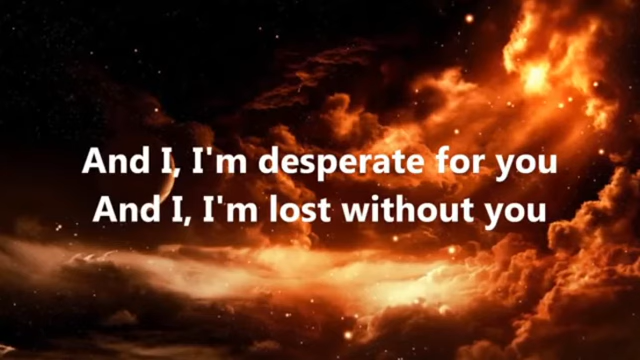 And I, I'm desperate for you
And I, I'm lost without you